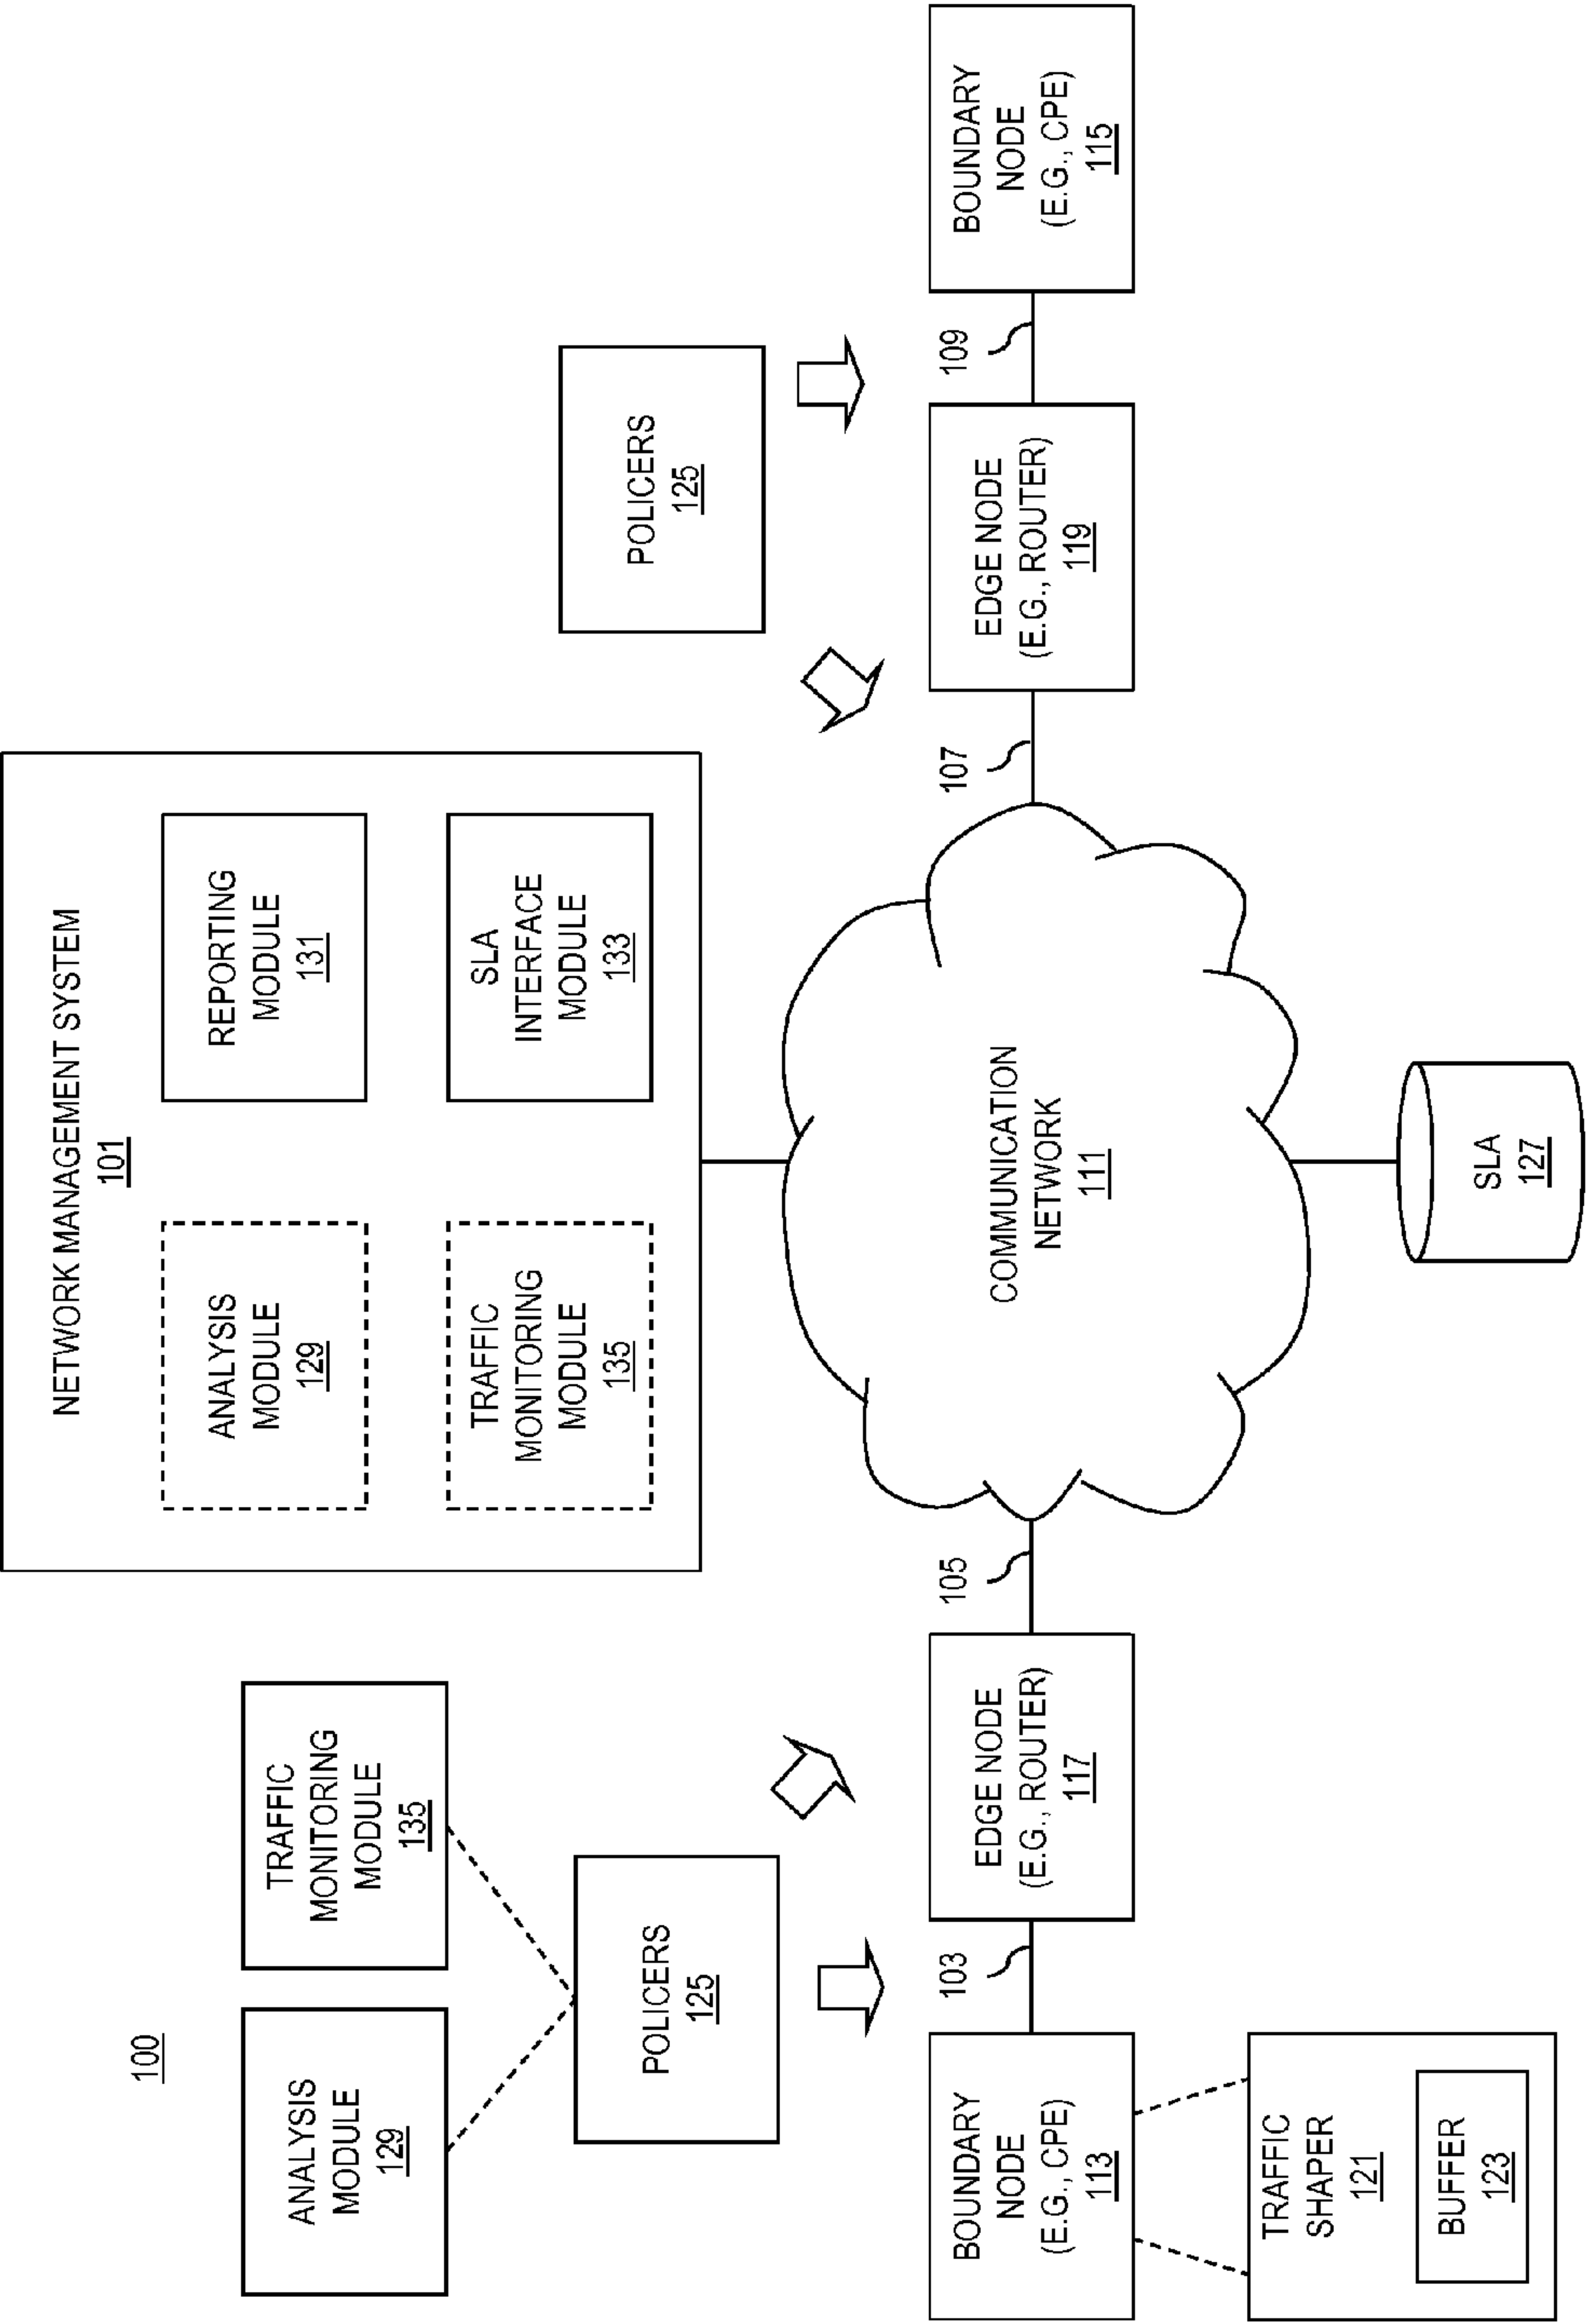 100
NETWORK MANAGEMENT SYSTEM
101
ANALYSIS
MODULE
129
REPORTING
MODULE
131
TRAFFIC
MONITORING
MODULE
135
SLA
INTERFACE
MODULE
133
ANALYSIS
MODULE
129
TRAFFIC
MONITORING
MODULE
135
POLICERS
125
POLICERS
125
BOUNDARY
NODE
(E.G., CPE)
113
103
EDGE NODE
(E.G., ROUTER)
117
105
COMMUNICATION
NETWORK
111
107
EDGE NODE
(E.G., ROUTER)
119
109
BOUNDARY
NODE
(E.G., CPE)
115
TRAFFIC
SHAPER
121
BUFFER
123
SLA
127